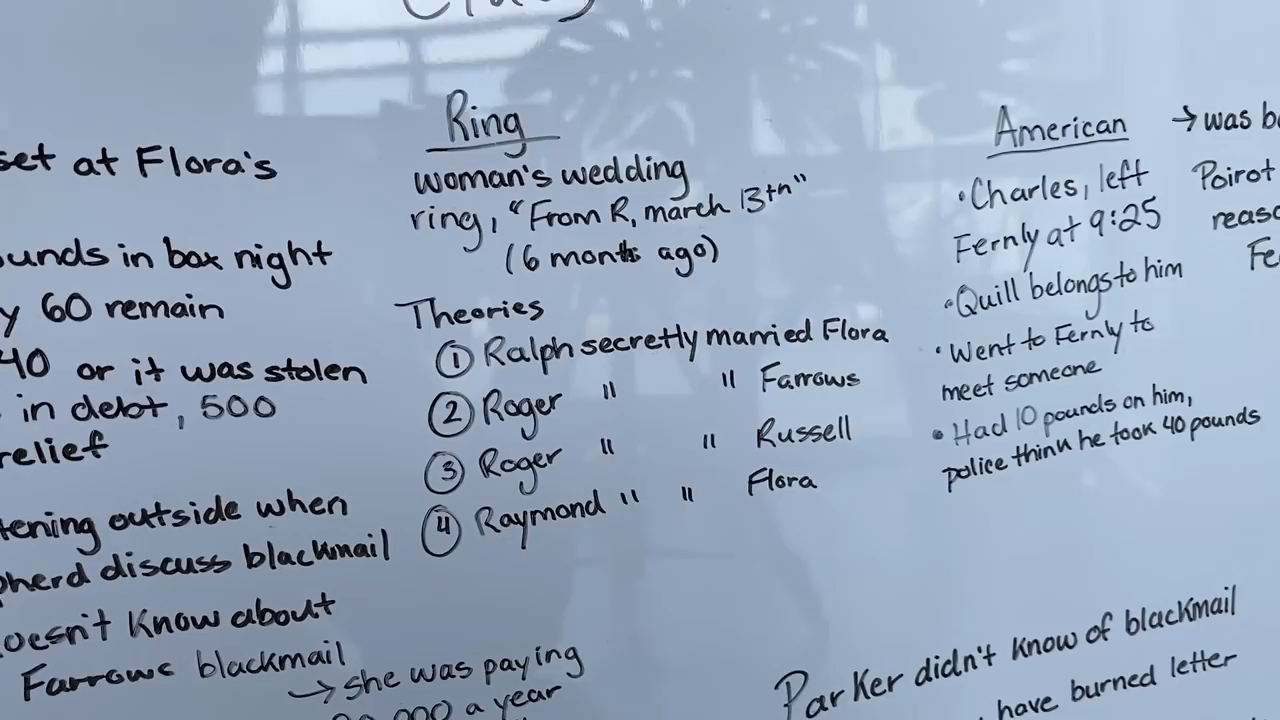 Ring
woman's wedding
ring, "From R, march 13th"
(6 months ago)
Theories
① Ralph secretly married Flora
② Roger " " Farrows
③ Roger " " Russell
④ Raymond " " Flora
set at Flora's
unds in box night
y 60 remain
40 or it was stolen
in debt, 500
relief
tening outside when
pherd discuss blackmail
oesn't know about
Farrows blackmail
→ she was paying
000 a year
American
• Charles, left
Fernly at 9:25
• Quill belongs to him
• Went to Fernly to
meet someone
• Had 10 pounds on him,
police think he took 40 pounds
→ was b
Poirot
reaso
Fe
Parker didn't know of blackmail
have burned letter